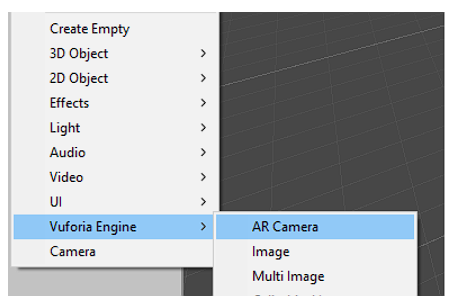 Create Empty
3D Object
2D Object
Effects
Light
Audio
Video
UI
Vuforia Engine
Camera
AR Camera
Image
Multi Image